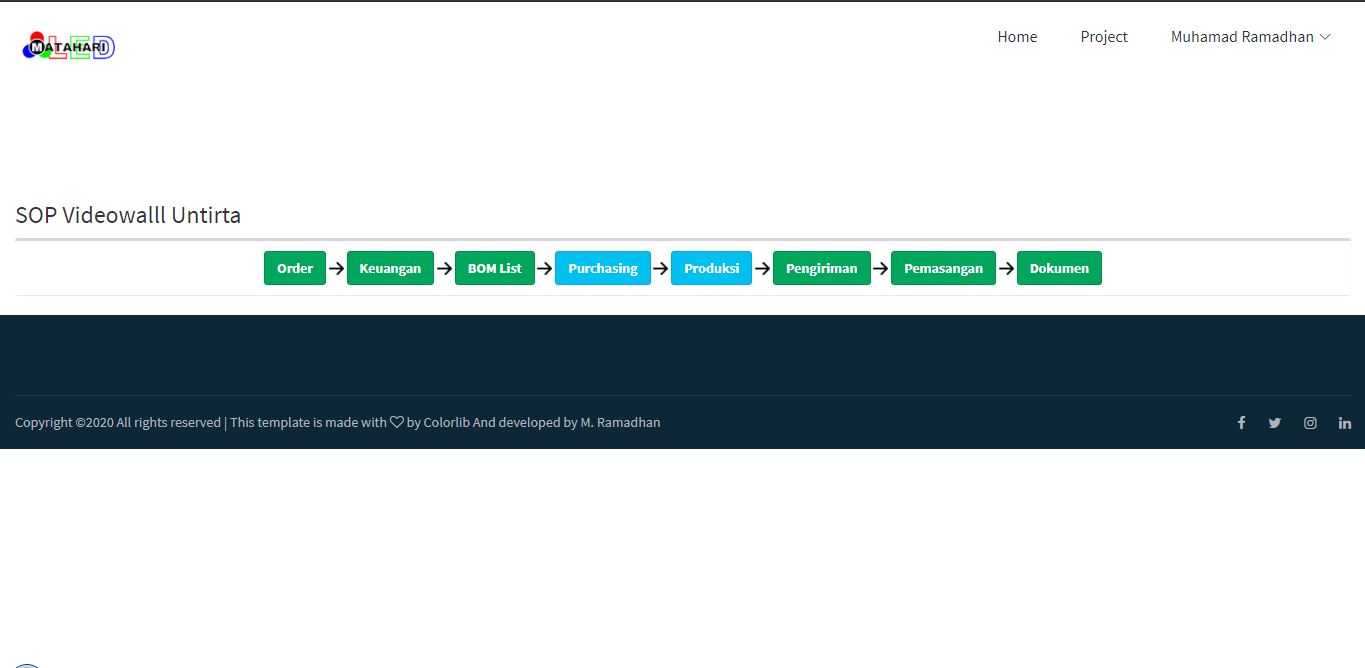 MATAHARI LED
Home Project Muhamad Ramadhan
SOP Videowalll Untirta
Order Keuangan BOM List Purchasing Produksi Pengiriman Pemasangan Dokumen
Copyright ©2020 All rights reserved | This template is made with by Colorlib And developed by M. Ramadhan